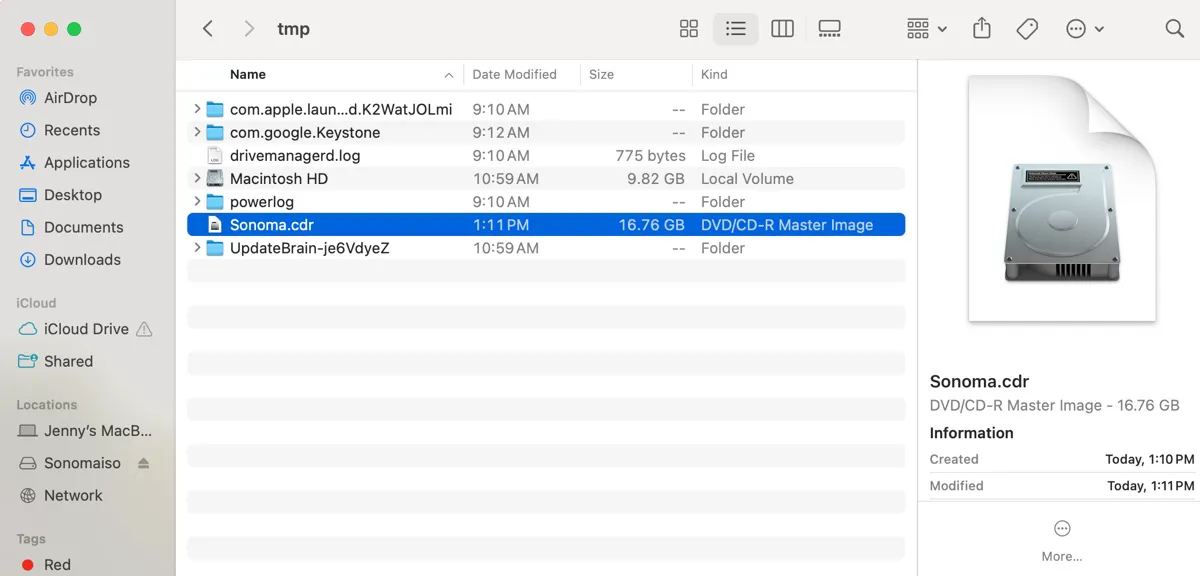 tmp
Favorites
AirDrop
Recents
Applications
Desktop
Documents
Downloads
iCloud
iCloud Drive
Shared
Locations
Jenny's MacB...
Sonomaiso
Network
Tags
Red
Name Date Modified Size Kind
com.apple.laun...d.K2WatJOLmi 9:10 AM -- Folder
com.google.Keystone 9:12 AM -- Folder
drivemanagerd.log 9:10 AM 775 bytes Log File
Macintosh HD 10:59 AM 9.82 GB Local Volume
powerlog 9:10 AM -- Folder
Sonoma.cdr 1:11 PM 16.76 GB DVD/CD-R Master Image
UpdateBrain-je6VdyeZ 10:59 AM -- Folder
Sonoma.cdr
DVD/CD-R Master Image - 16.76 GB
Information
Created Today, 1:10 PM
Modified Today, 1:11 PM
More...